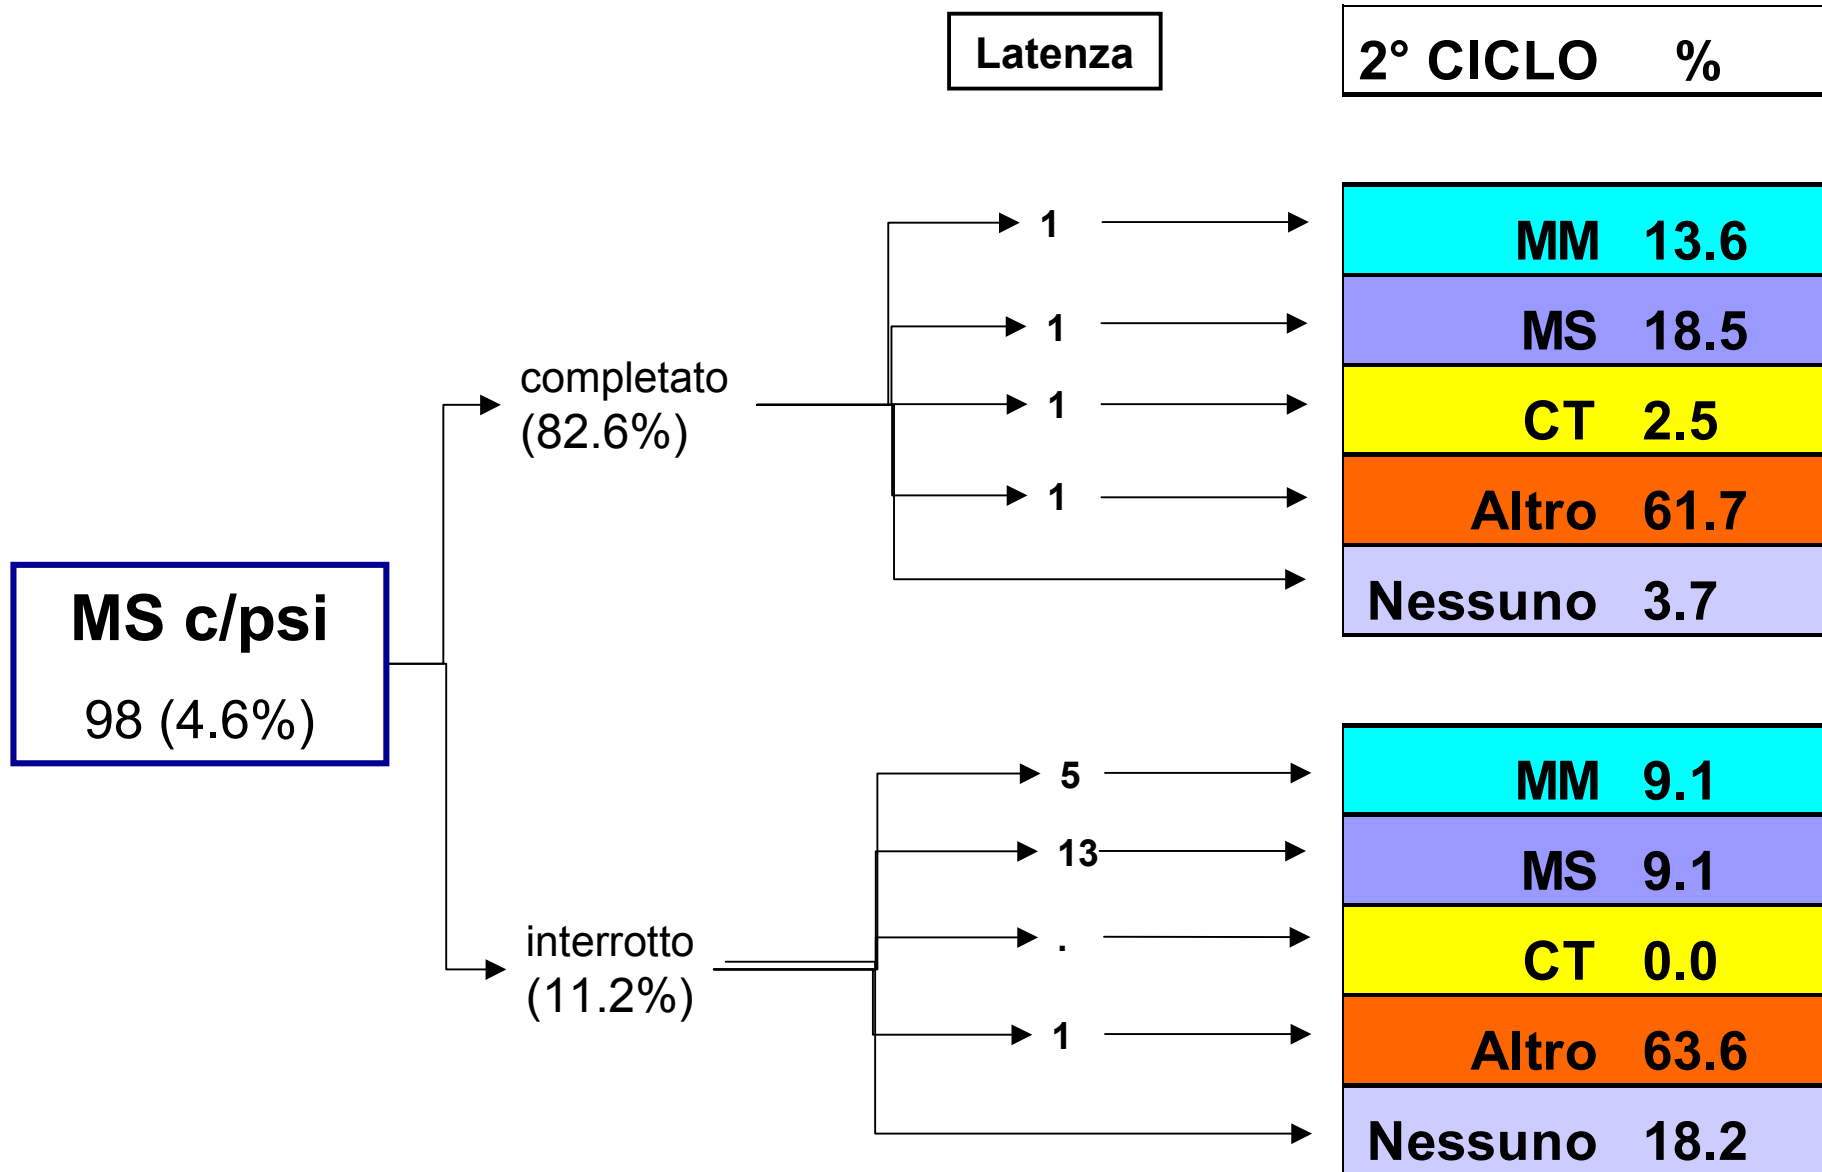 Latenza
2° CICLO %
1
MM 13.6
1
MS 18.5
completato
(82.6%)
1
CT 2.5
1
Altro 61.7
Nessuno 3.7
MS c/psi
98 (4.6%)
5
MM 9.1
13
MS 9.1
interrotto
(11.2%)
.
CT 0.0
1
Altro 63.6
Nessuno 18.2